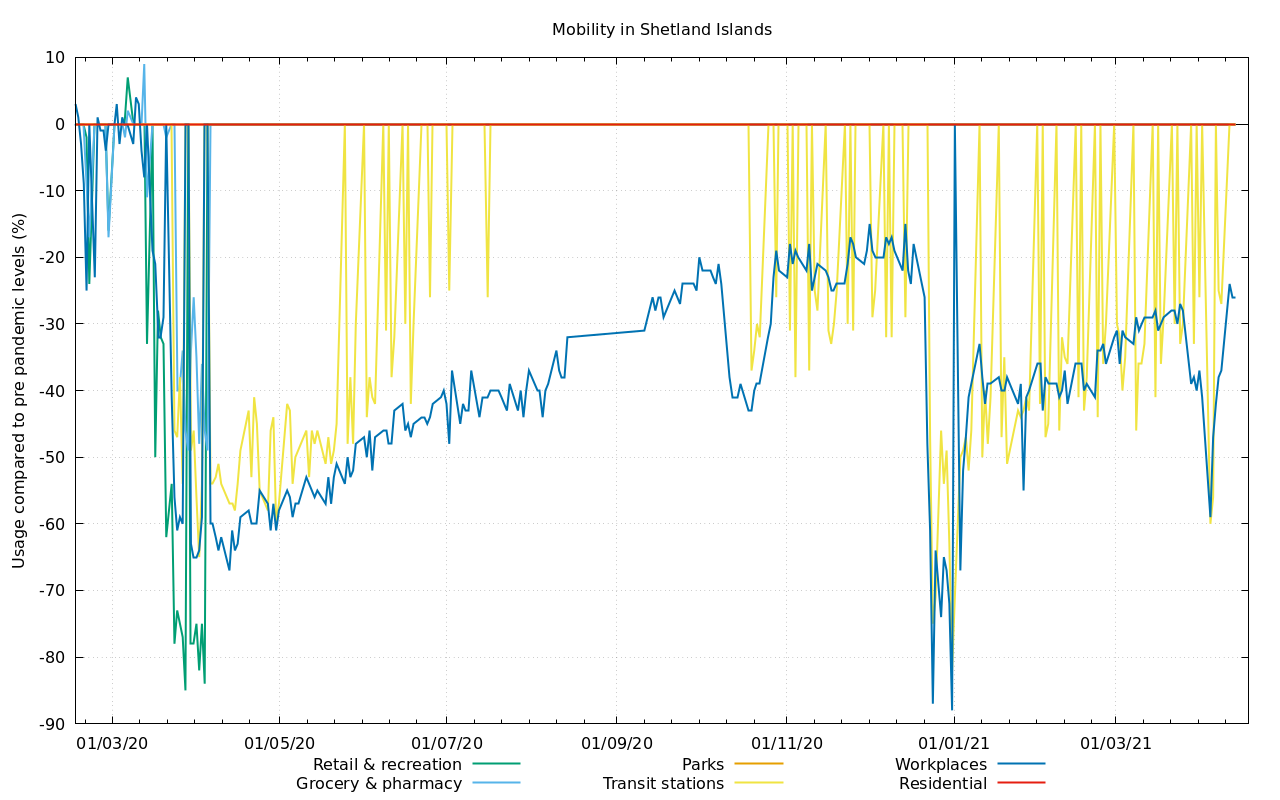 Mobility in Shetland Islands
Usage compared to pre pandemic levels (%)
10
0
-10
-20
-30
-40
-50
-60
-70
-80
-90
01/03/20 01/05/20 01/07/20 01/09/20 01/11/20 01/01/21 01/03/21
Retail & recreation Parks Workplaces
Grocery & pharmacy Transit stations Residential